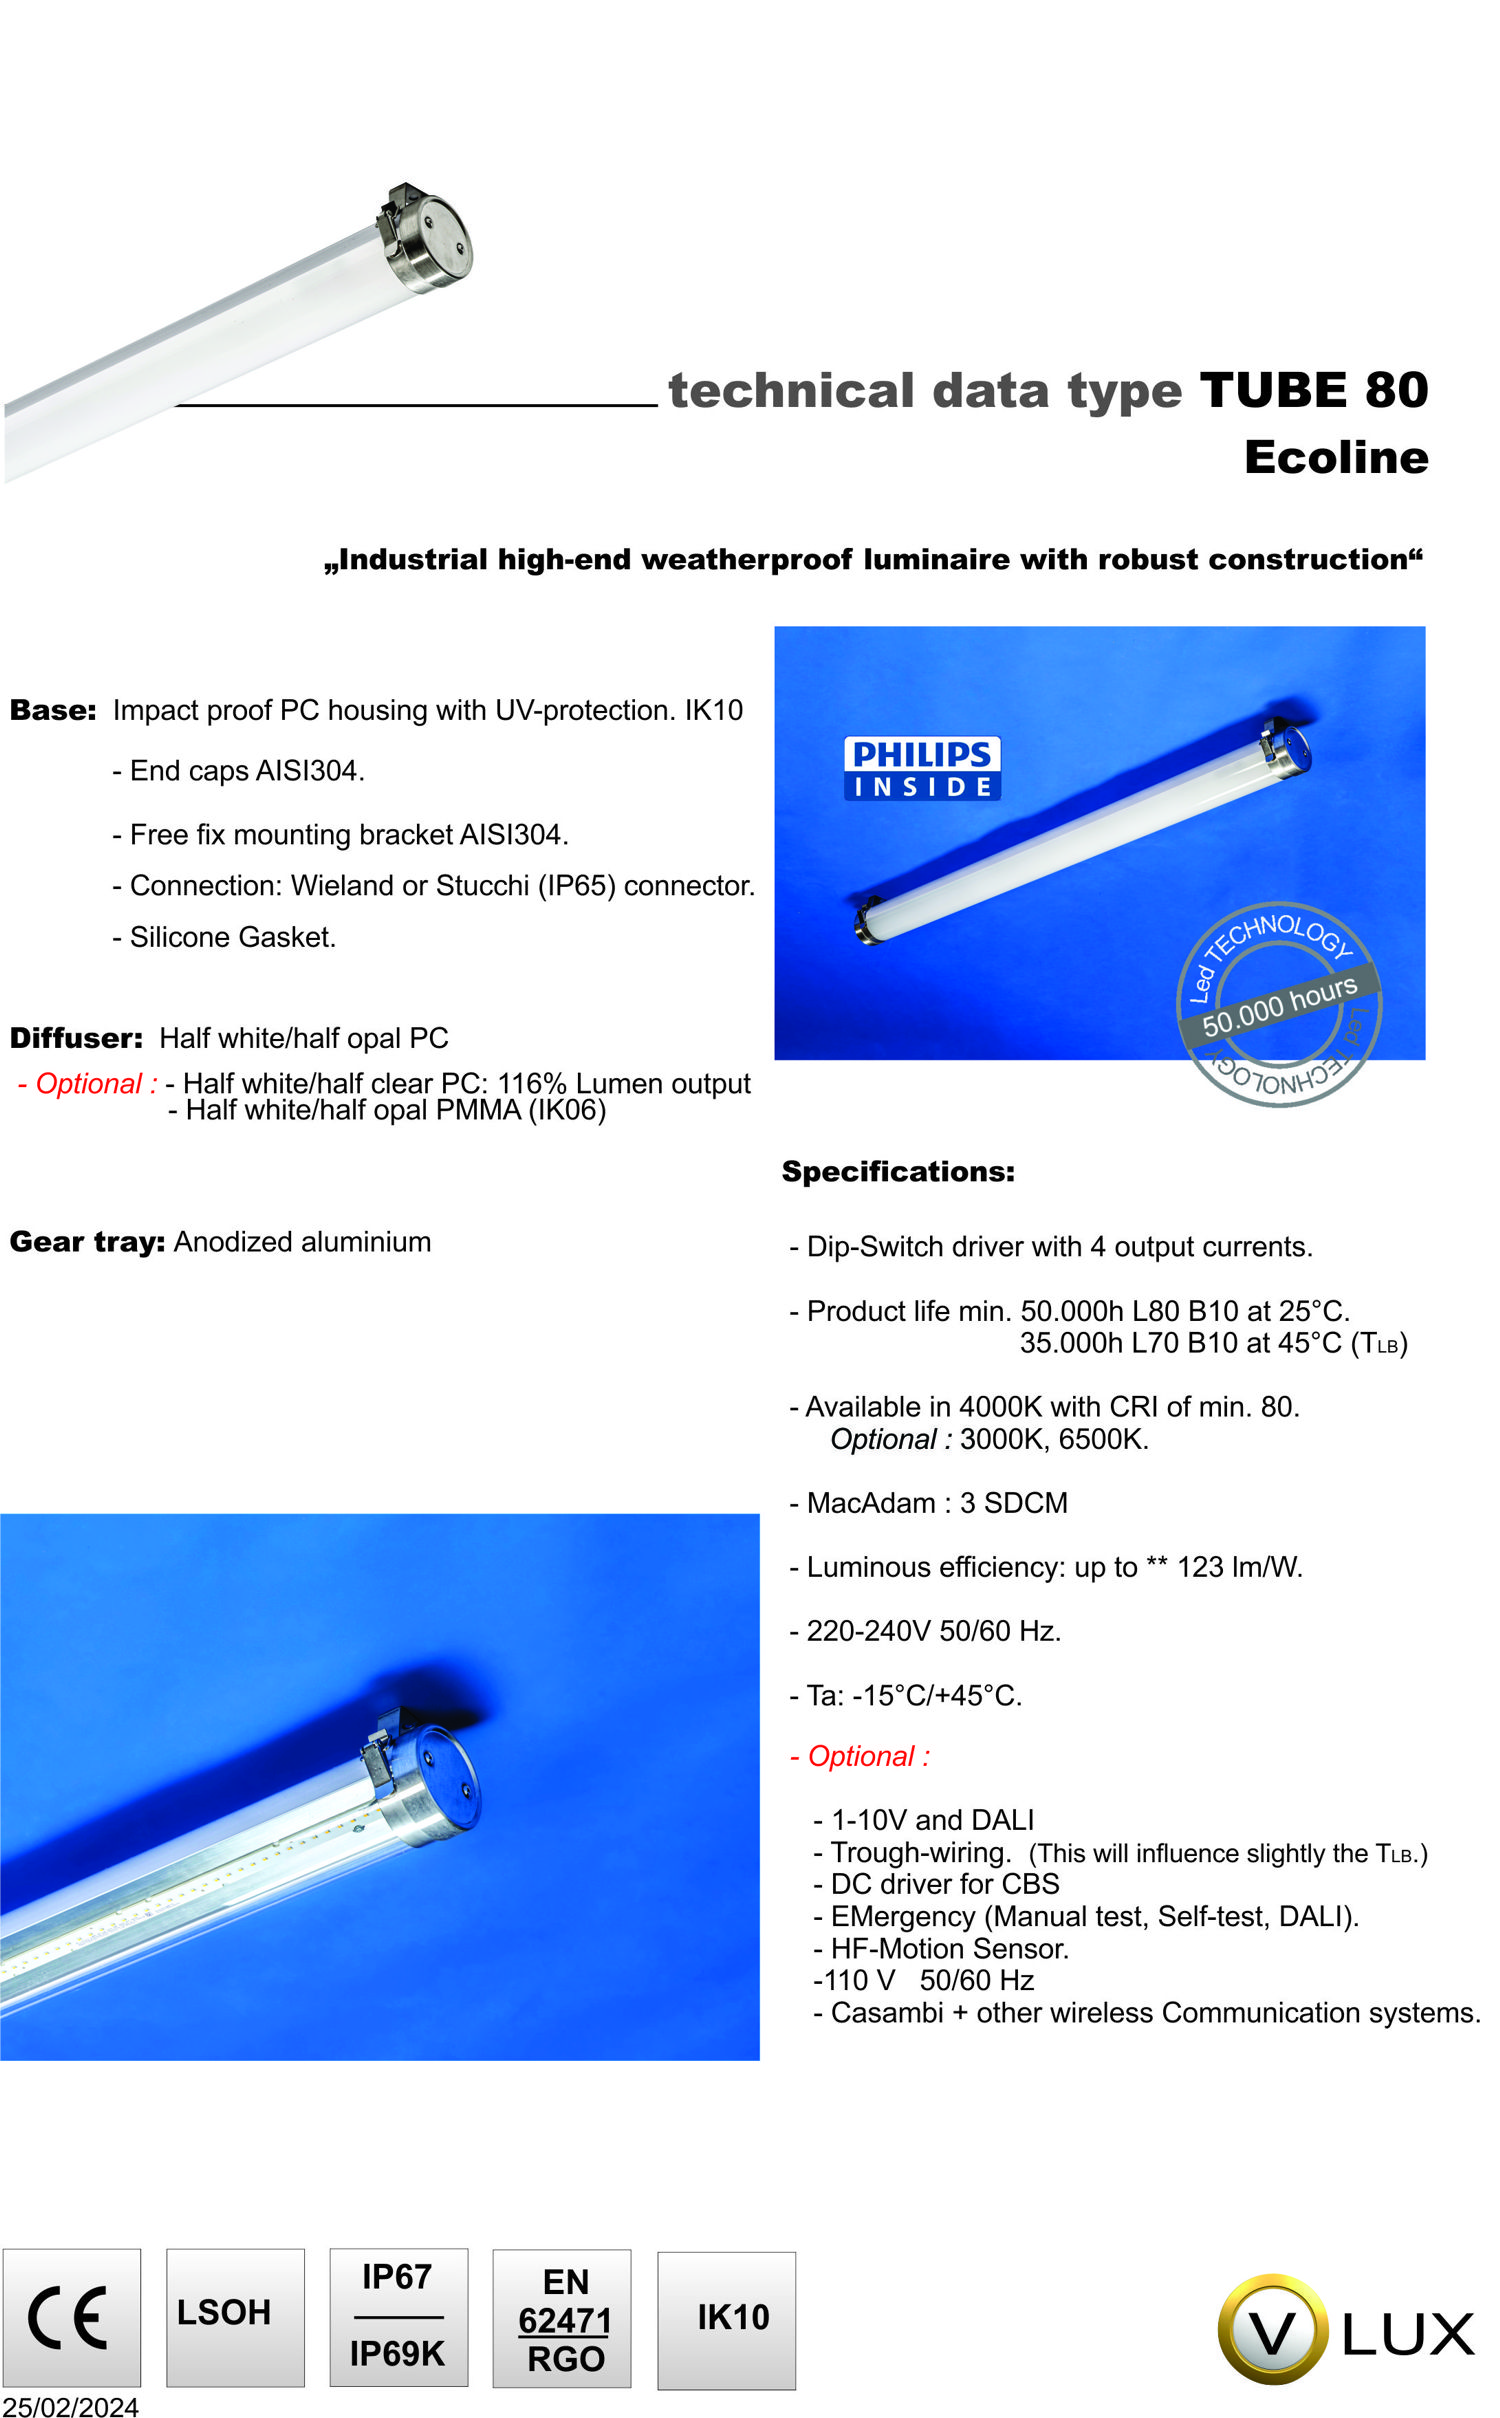 technical data type TUBE 80
Ecoline
„Industrial high-end weatherproof luminaire with robust construction“
Base: Impact proof PC housing with UV-protection. IK10
- End caps AISI304.
- Free fix mounting bracket AISI304.
- Connection: Wieland or Stucchi (IP65) connector.
- Silicone Gasket.
Diffuser: Half white/half opal PC
- Optional : - Half white/half clear PC: 116% Lumen output
- Half white/half opal PMMA (IK06)
Gear tray: Anodized aluminium
PHILIPS
INSIDE
Led TECHNOLOGY
50.000 hours
Led TECHNOLOGY
Specifications:
- Dip-Switch driver with 4 output currents.
- Product life min. 50.000h L80 B10 at 25°C.
35.000h L70 B10 at 45°C (TLB)
- Available in 4000K with CRI of min. 80.
Optional : 3000K, 6500K.
- MacAdam : 3 SDCM
- Luminous efficiency: up to ** 123 lm/W.
- 220-240V 50/60 Hz.
- Ta: -15°C/+45°C.
- Optional :
- 1-10V and DALI
- Trough-wiring. (This will influence slightly the TLB.)
- DC driver for CBS
- EMergency (Manual test, Self-test, DALI).
- HF-Motion Sensor.
-110 V 50/60 Hz
- Casambi + other wireless Communication systems.
CE
LSOH
IP67
IP69K
EN
62471
RGO
IK10
V LUX
25/02/2024